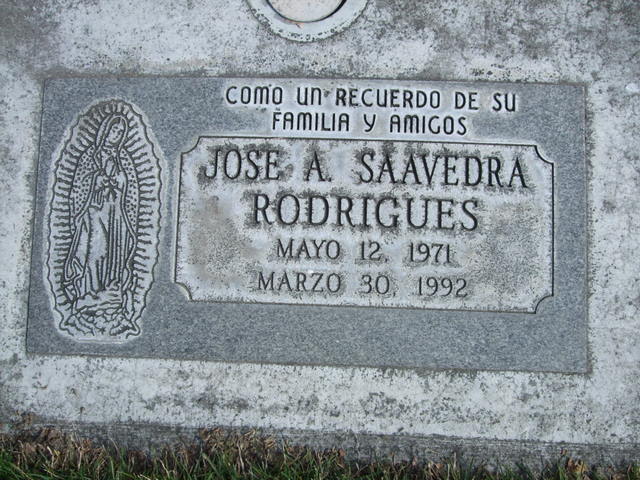 COMO UN RECUERDO DE SU
FAMILIA Y AMIGOS
JOSE A. SAAVEDRA
RODRIGUES
MAYO 12, 1971
MARZO 30, 1992